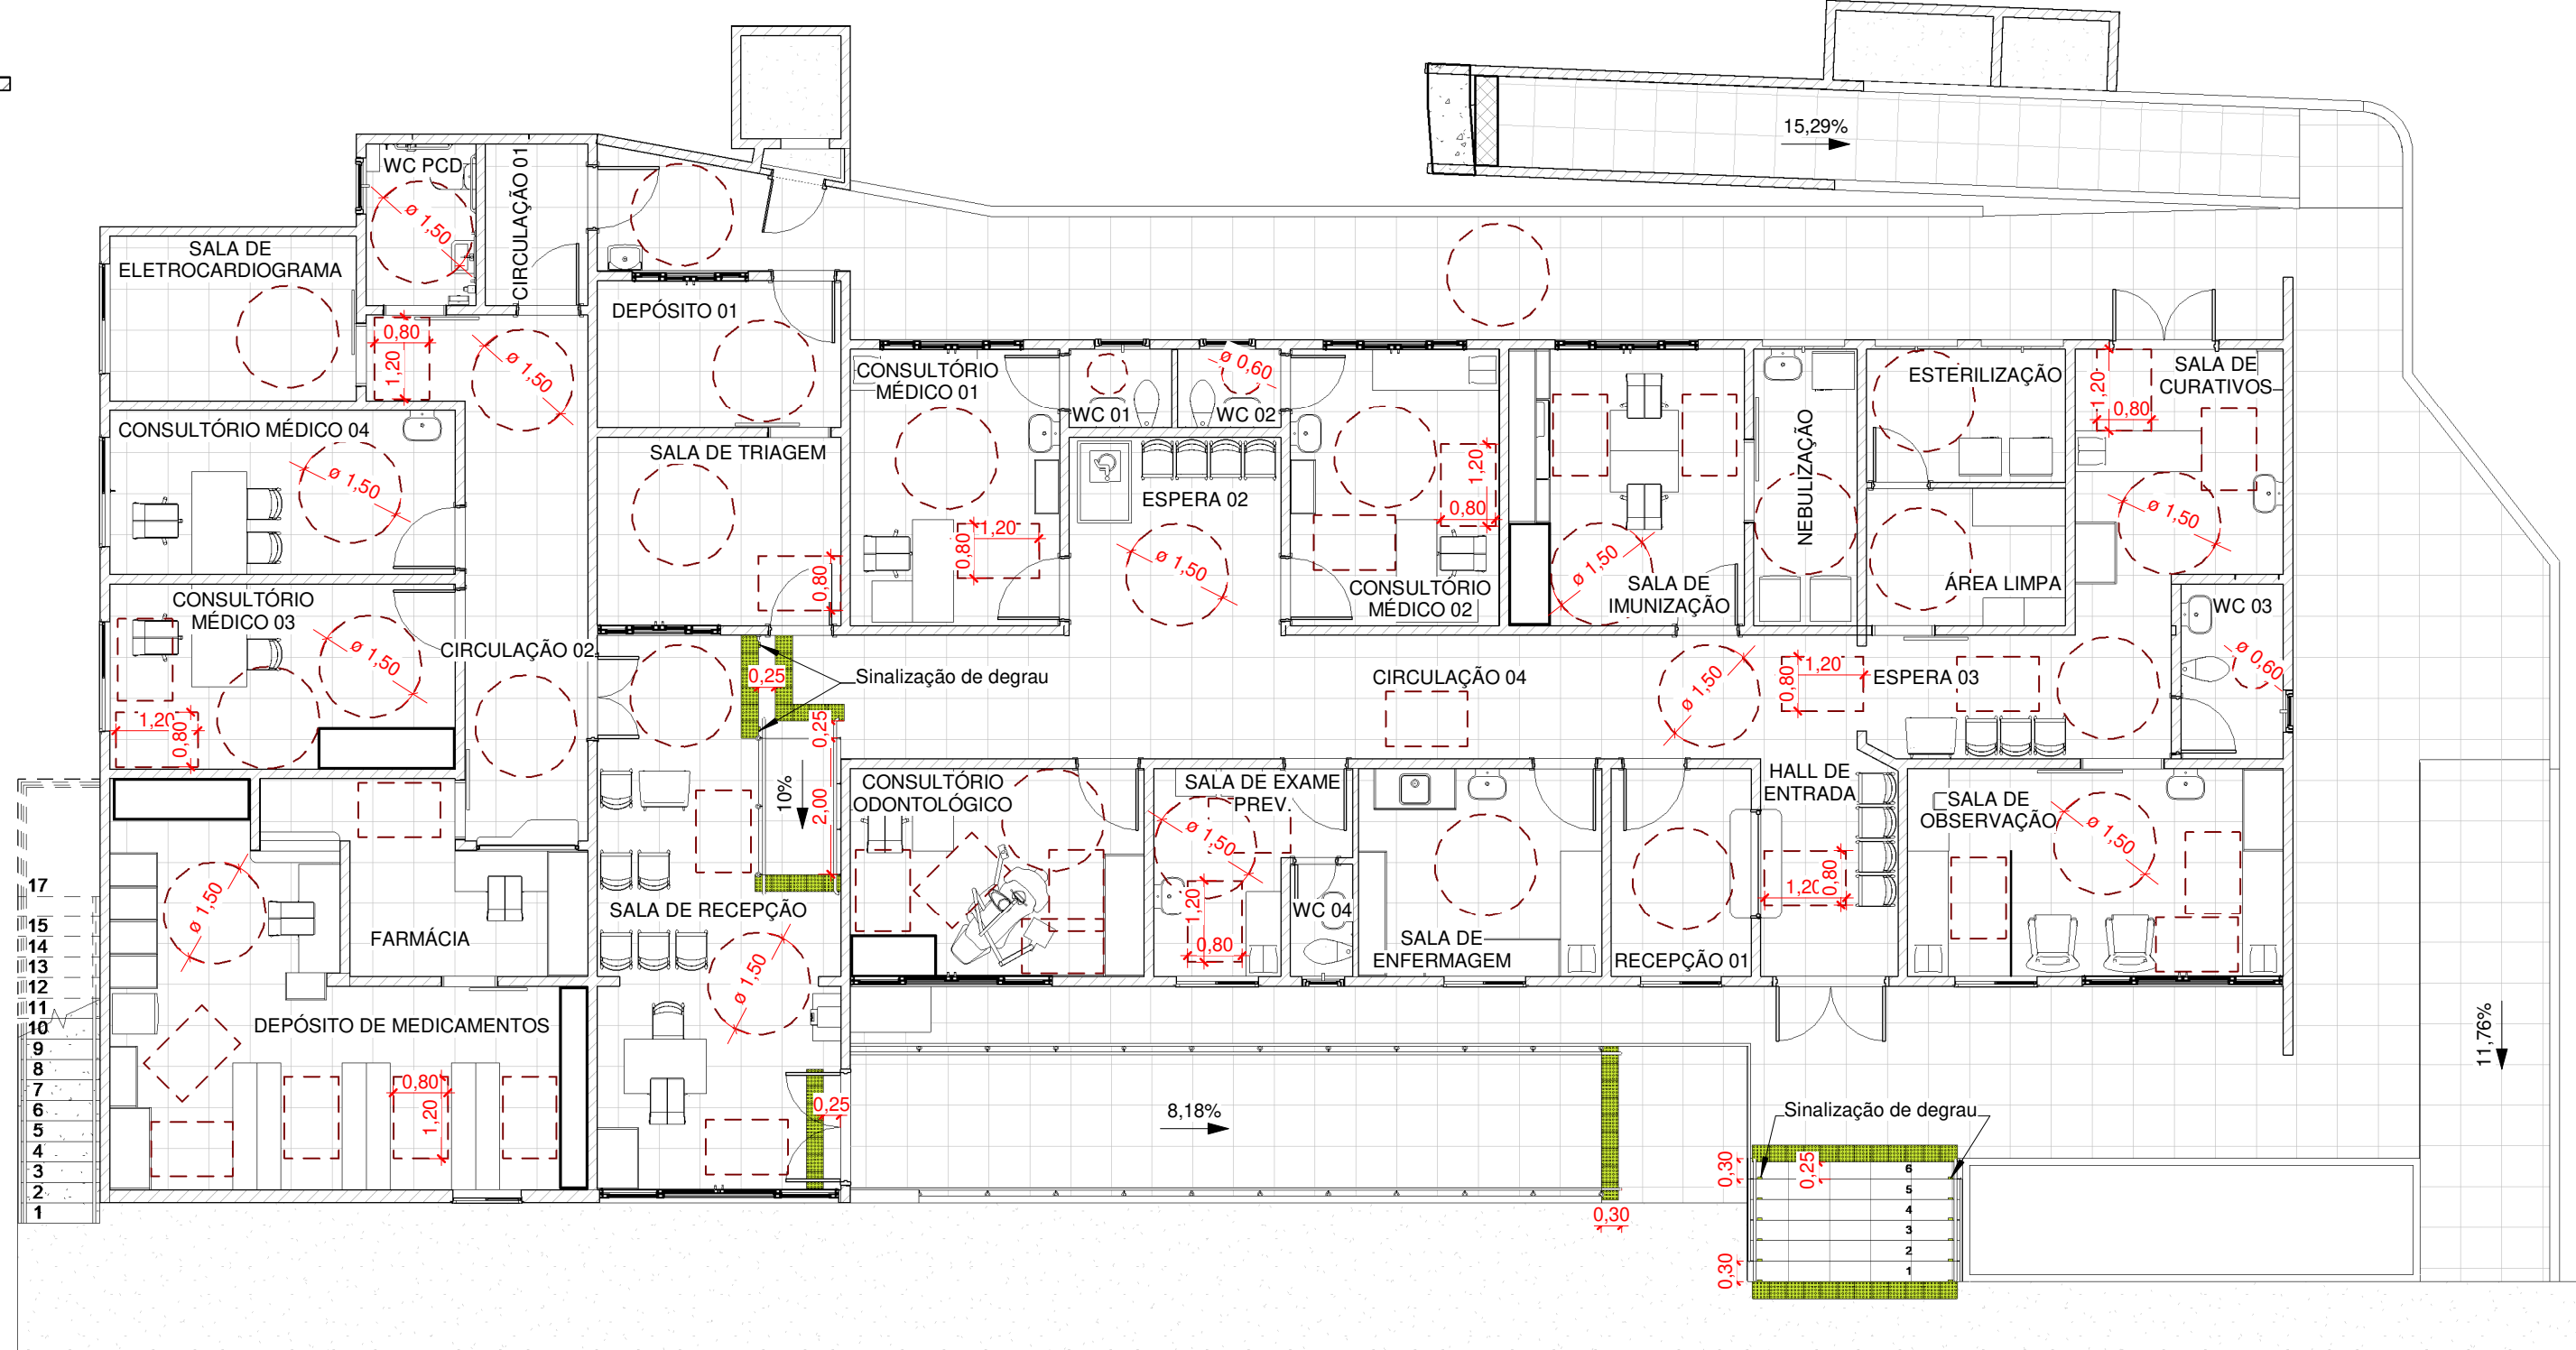 15,29%
WC PCD
CIRCULAÇÃO 01
ø 1,50
SALA DE
ELETROCARDIOGRAMA
DEPÓSITO 01
0,80
1,20
ø 1,50
CONSULTÓRIO
MÉDICO 01
WC 01
ø 0,60
WC 02
NEBULIZAÇÃO
ESTERILIZAÇÃO
SALA DE
CURATIVOS
1,20
0,80
CONSULTÓRIO MÉDICO 04
ø 1,50
SALA DE TRIAGEM
ESPERA 02
1,20
0,80
ø 1,50
0,80
1,20
ø 1,50
0,80
CONSULTÓRIO
MÉDICO 02
ø 1,50
SALA DE
IMUNIZAÇÃO
ÁREA LIMPA
WC 03
ø 0,60
CONSULTÓRIO
MÉDICO 03
ø 1,50
1,20
0,80
CIRCULAÇÃO 02
0,25
Sinalização de degrau
0,25
CIRCULAÇÃO 04
ø 1,50
0,80
1,20
ESPERA 03
10%
2,00
CONSULTÓRIO
ODONTOLÓGICO
SALA DE EXAME
PREV.
ø 1,50
1,20
0,80
WC 04
HALL DE
ENTRADA
1,20
0,80
SALA DE
OBSERVAÇÃO
ø 1,50
ø 1,50
FARMÁCIA
SALA DE RECEPÇÃO
ø 1,50
SALA DE
ENFERMAGEM
RECEPÇÃO 01
DEPÓSITO DE MEDICAMENTOS
0,80
1,20
0,25
8,18%
0,30
11,76%
Sinalização de degrau
0,30
0,25
0,30
6
5
4
3
2
1
17
15
14
13
12
11
10
9
8
7
6
5
4
3
2
1